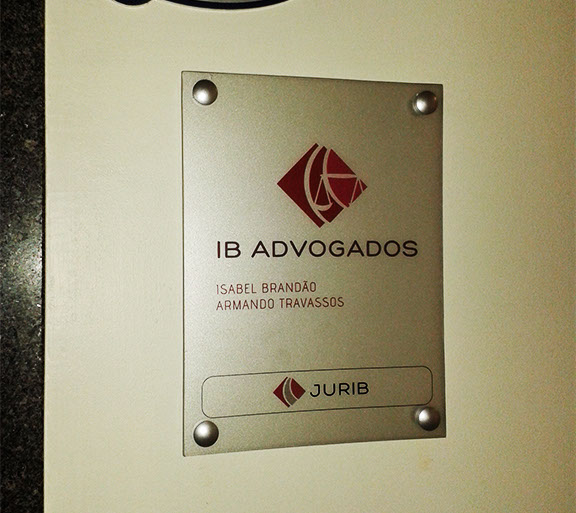 IB ADVOGADOS
ISABEL BRANDÃO
ARMANDO TRAVASSOS
JURIB